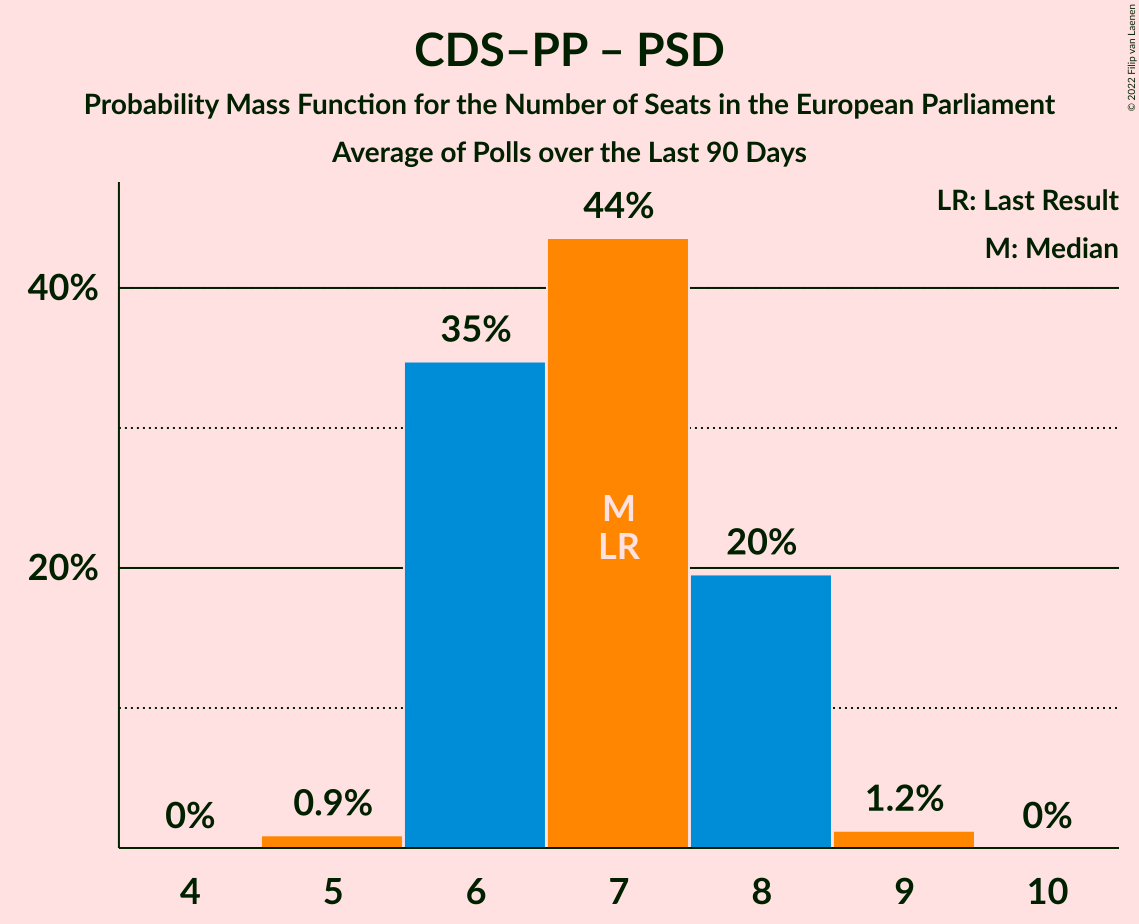 CDS–PP – PSD
Probability Mass Function for the Number of Seats in the European Parliament
Average of Polls over the Last 90 Days
© 2022 Filip van Laenen
LR: Last Result
M: Median
40%
20%
0%
0.9%
35%
44%
20%
1.2%
0%
M
LR
4
5
6
7
8
9
10